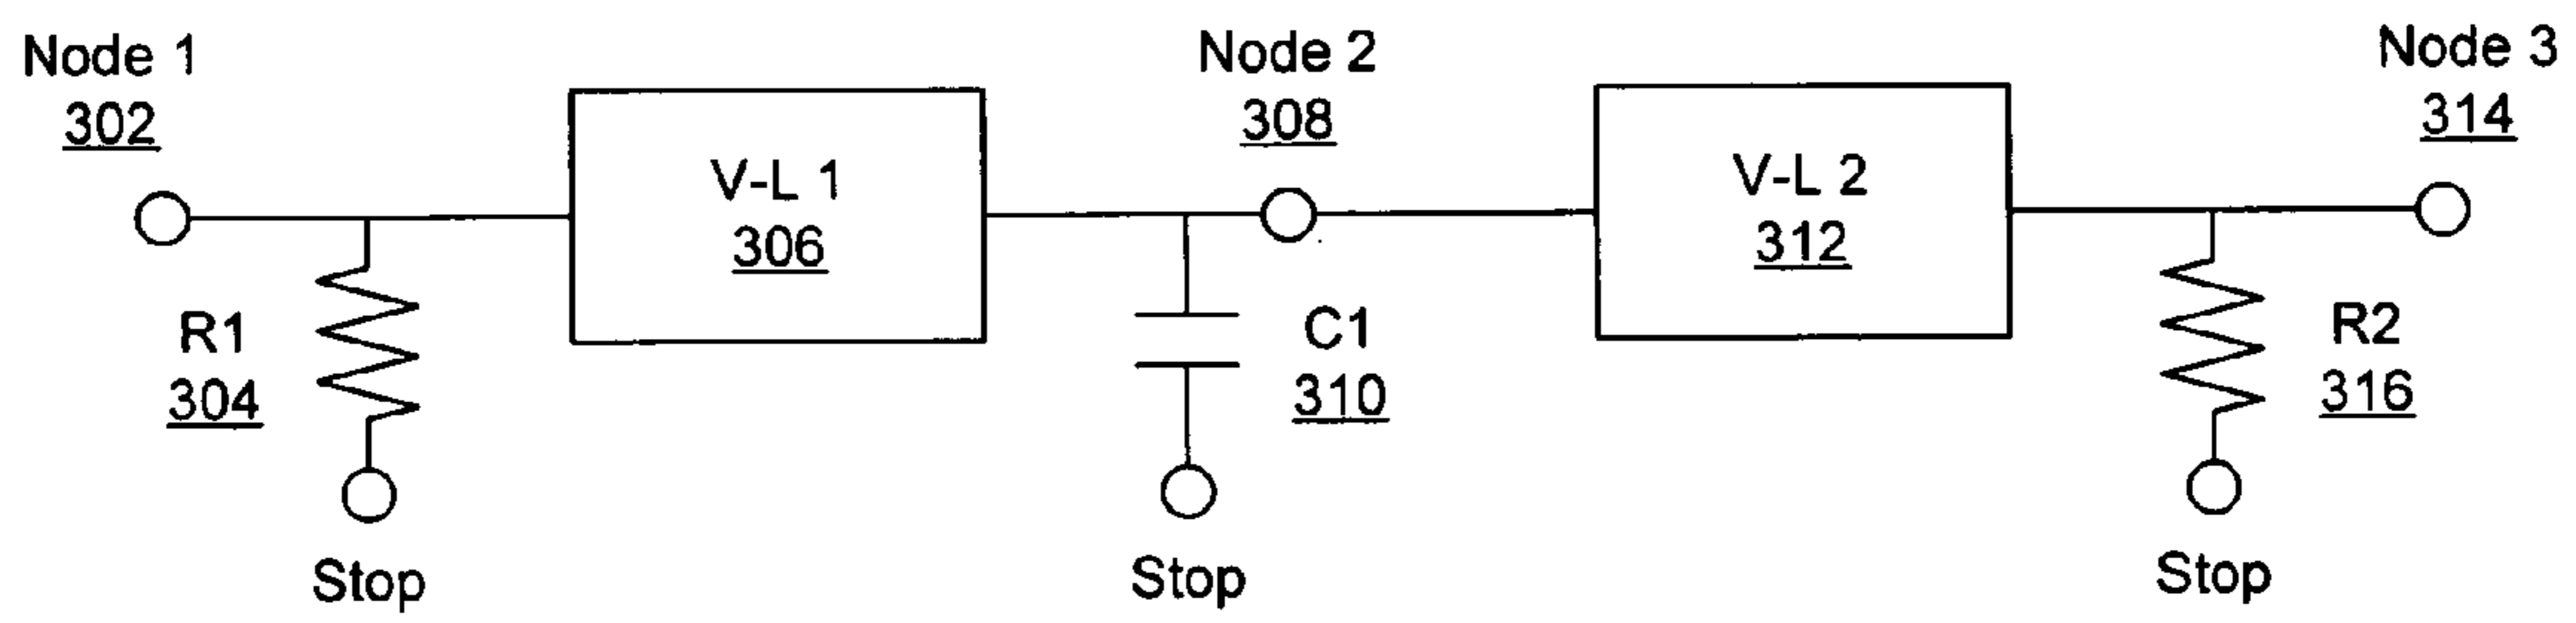 Node 1
302
Node 2
308
Node 3
314
V-L 1
306
V-L 2
312
R1
304
C1
310
R2
316
Stop
Stop
Stop